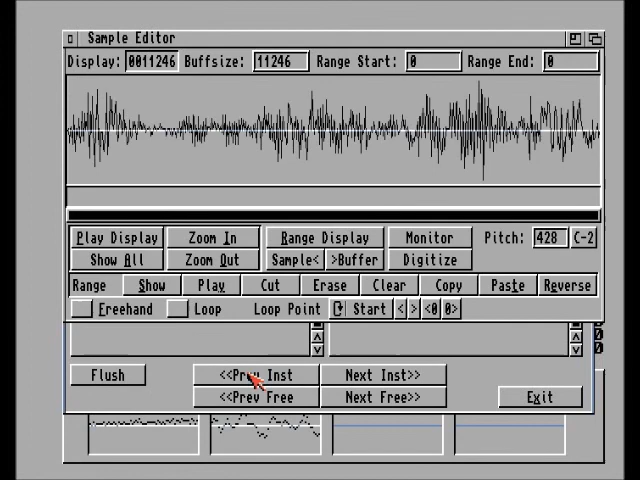 Sample Editor
Display: 0011246 Buffsize: 11246 Range Start: 0 Range End: 0
Play Display Zoom In Range Display Monitor Pitch: 428 C-2
Show All Zoom Out Sample< >Buffer Digitize
Range Show Play Cut Erase Clear Copy Paste Reverse
Freehand Loop Loop Point Start < > <0 0>
Flush <<Prev Inst Next Inst>>
<<Prev Free Next Free>> Exit